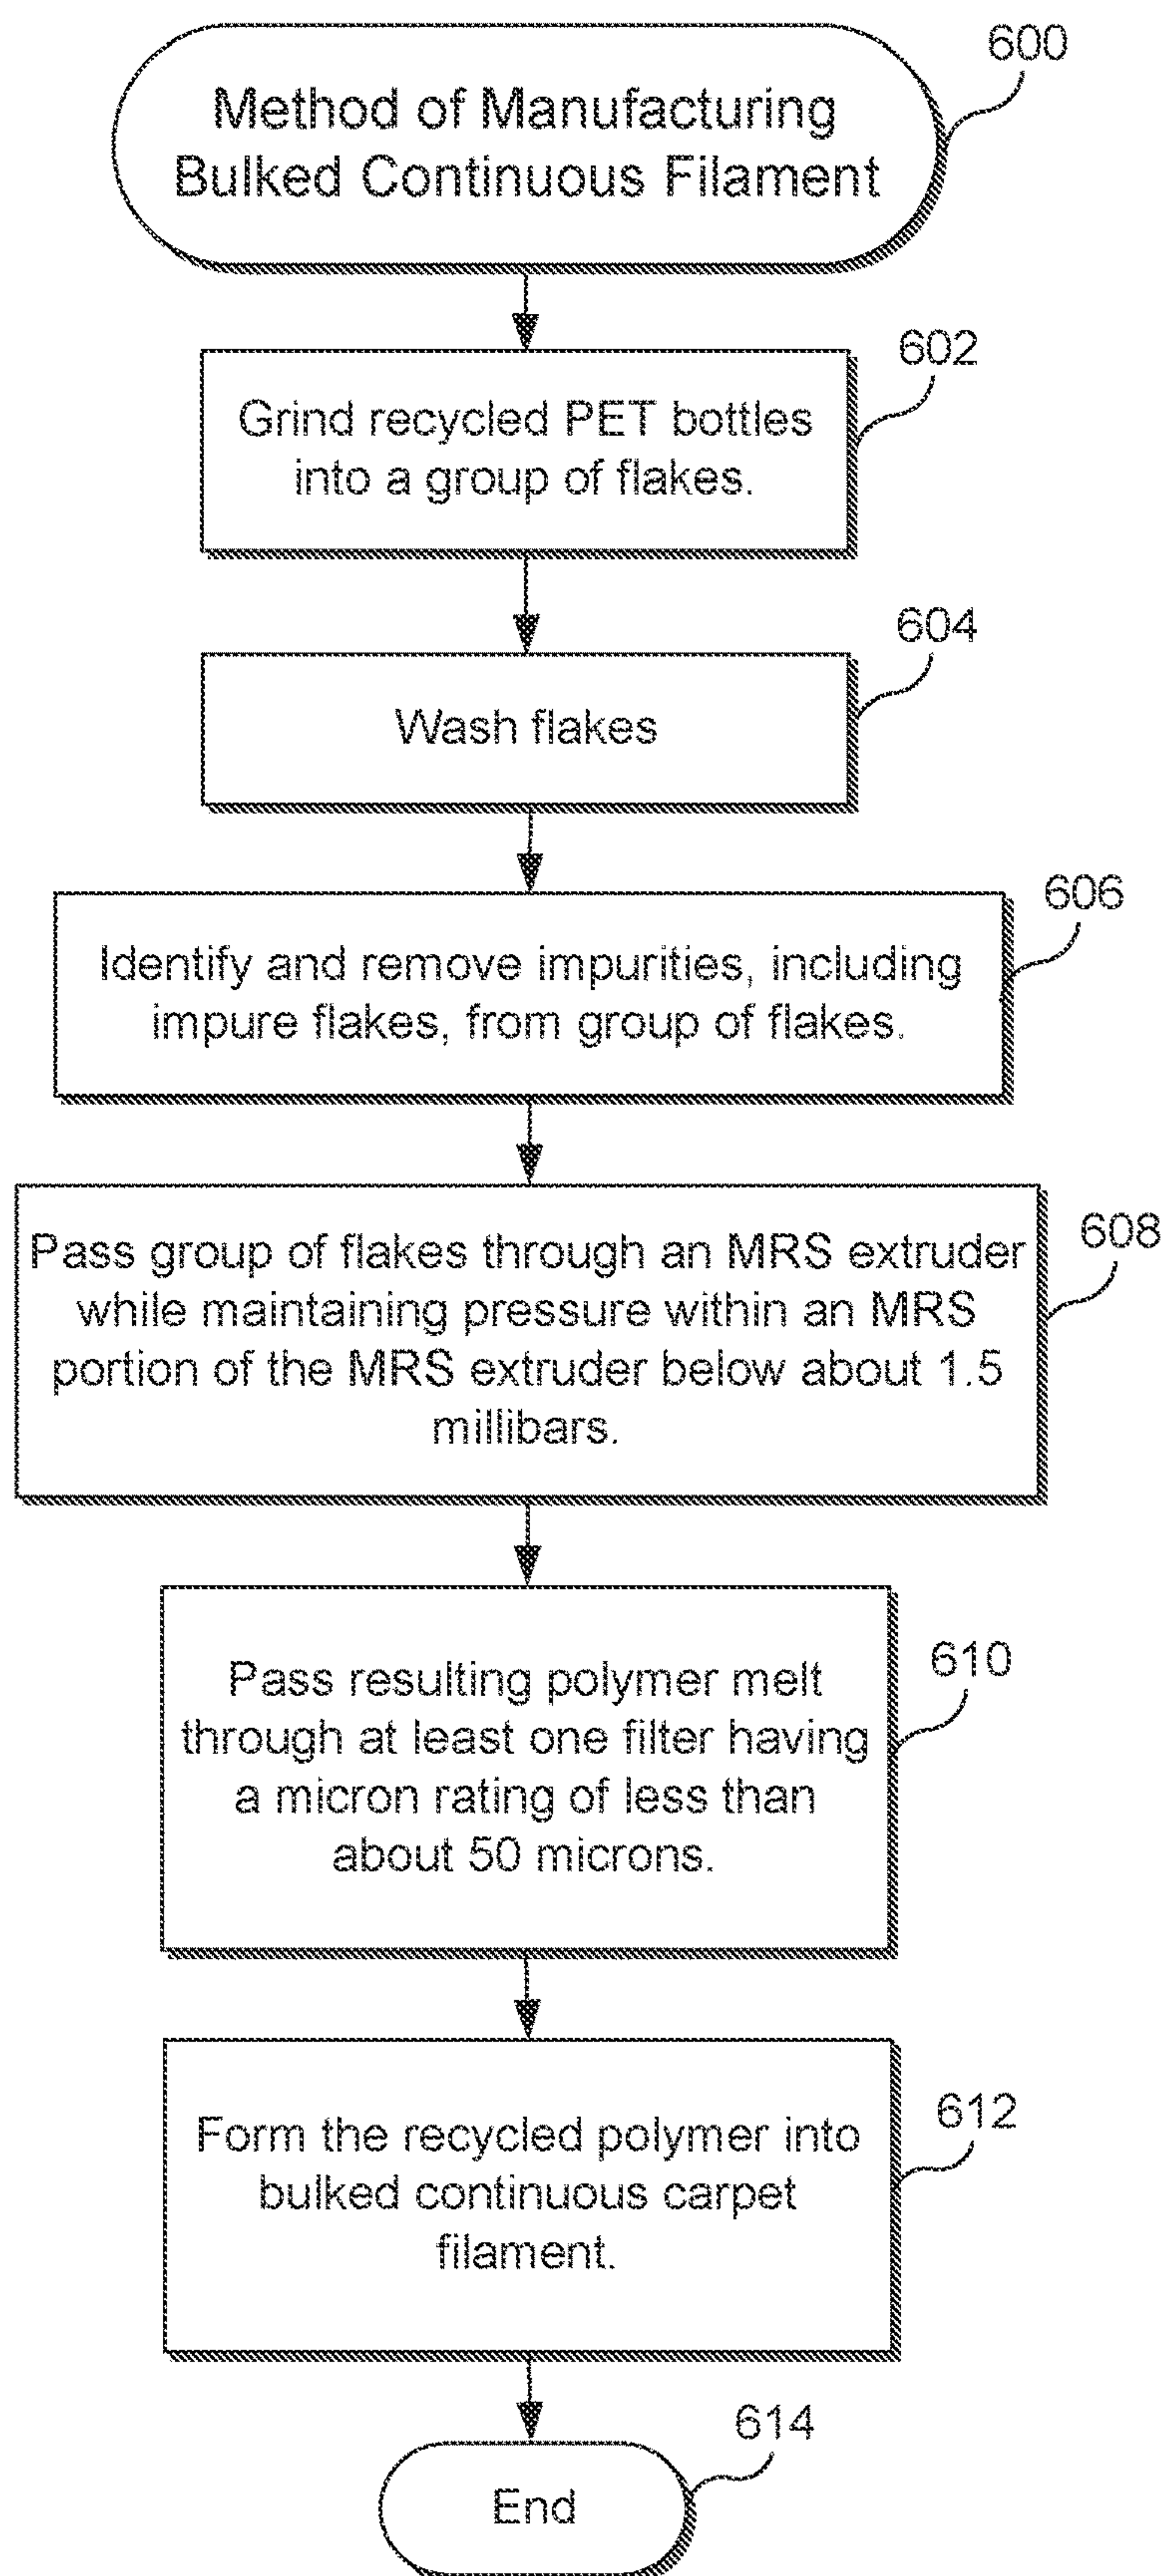 600
Method of Manufacturing
Bulked Continuous Filament
602
Grind recycled PET bottles
into a group of flakes.
604
Wash flakes
606
Identify and remove impurities, including
impure flakes, from group of flakes.
608
Pass group of flakes through an MRS extruder
while maintaining pressure within an MRS
portion of the MRS extruder below about 1.5
millibars.
610
Pass resulting polymer melt
through at least one filter having
a micron rating of less than
about 50 microns.
612
Form the recycled polymer into
bulked continuous carpet
filament.
614
End